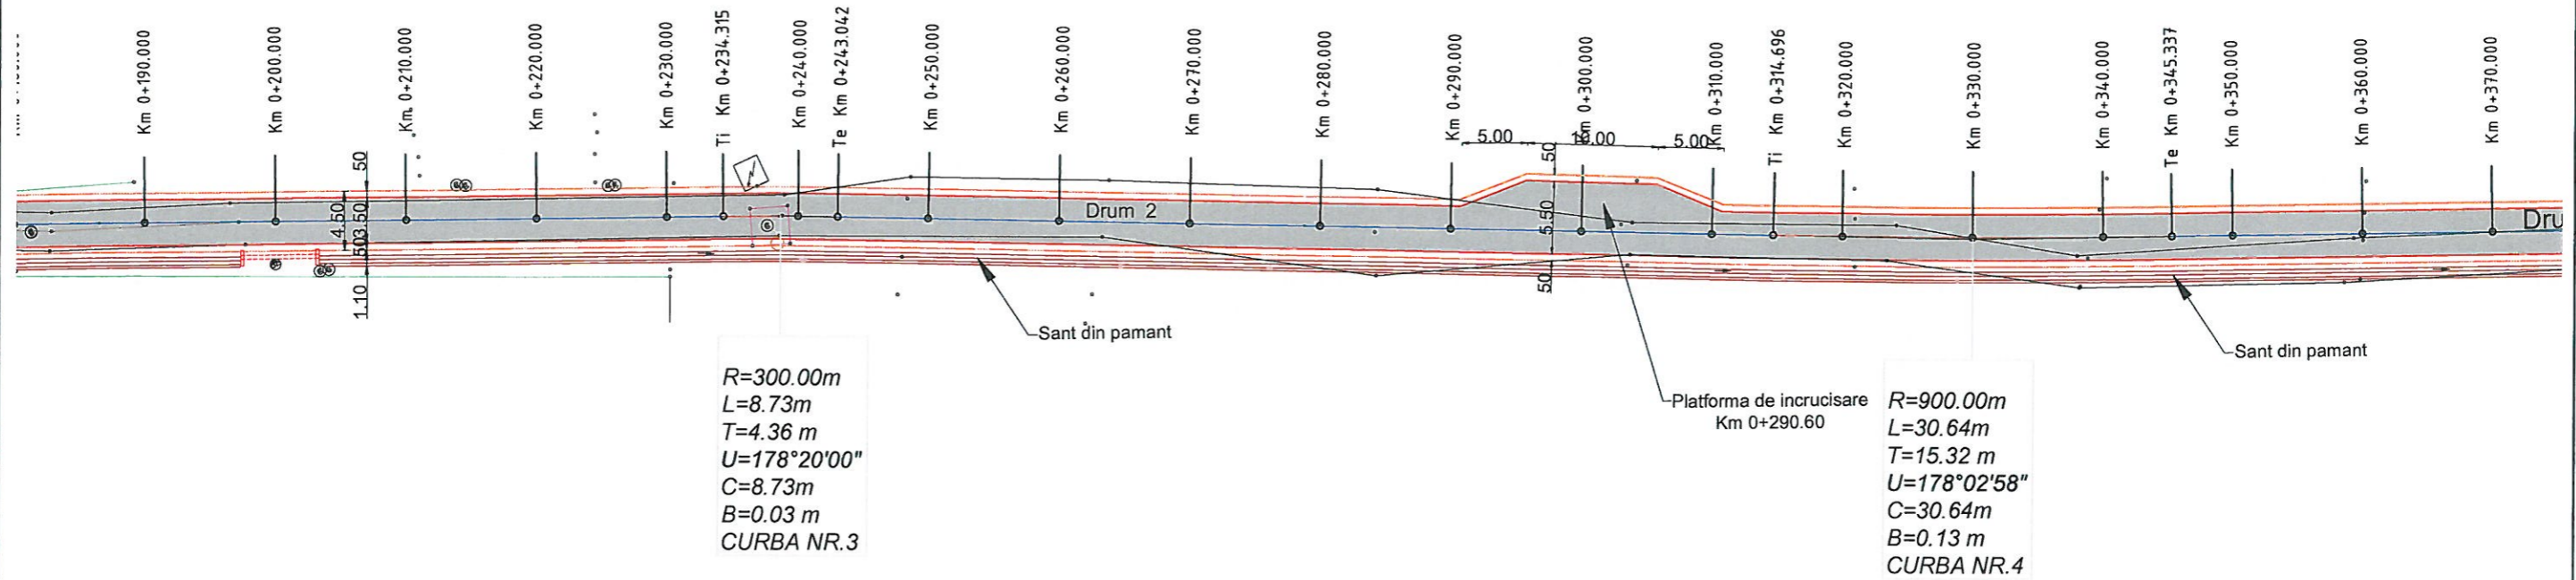 Km 0+190.000
Km 0+200.000
Km 0+210.000
Km 0+220.000
Km 0+230.000
Ti Km 0+234.315
Km 0+240.000
Te Km 0+243.042
Km 0+250.000
Km 0+260.000
Km 0+270.000
Km 0+280.000
Km 0+290.000
Km 0+300.000
Km 0+310.000
Ti Km 0+314.696
Km 0+320.000
Km 0+330.000
Km 0+340.000
Te Km 0+345.337
Km 0+350.000
Km 0+360.000
Km 0+370.000
5.00
10.00
5.00
50
4.50
3.50
50
1.10
50
5.50
50
Drum 2
Dru
Sant din pamant
Sant din pamant
Platforma de incrucisare
Km 0+290.60
R=300.00m
L=8.73m
T=4.36 m
U=178°20'00"
C=8.73m
B=0.03 m
CURBA NR.3
R=900.00m
L=30.64m
T=15.32 m
U=178°02'58"
C=30.64m
B=0.13 m
CURBA NR.4